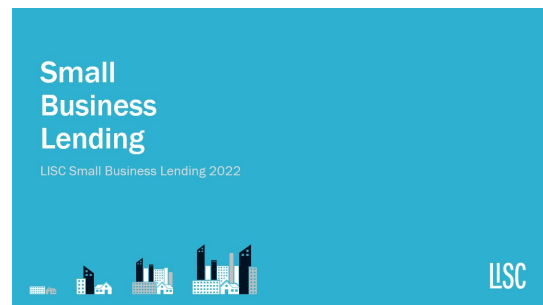 Small
Business
Lending
LISC Small Business Lending 2022
LISC